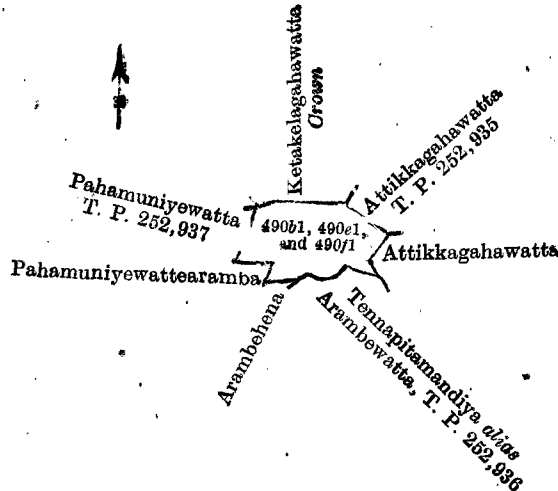 Ketakelagahawatta
Crown
Attikkagahawatta
T. P. 252,935
Pahamuniyewatta
T. P. 252,937
490b1, 490e1,
and 490f1
Attikkagahawatta
Pahamuniyewattearamba
Arambehena
Tennapitamandiya alias
Arambewatta, T. P. 252,936